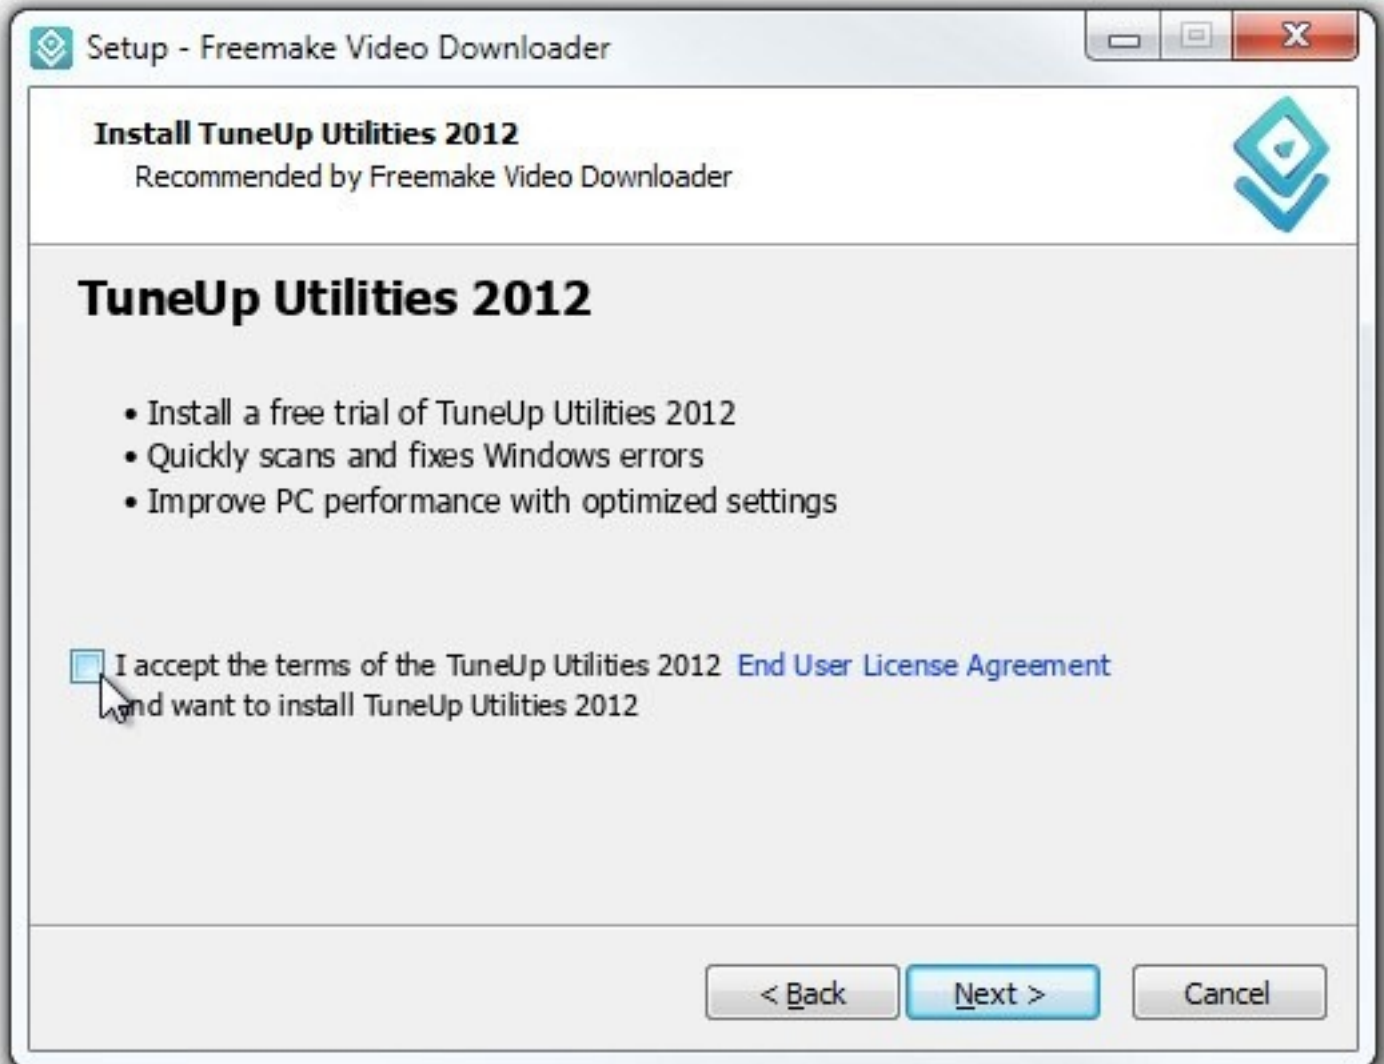 Setup - Freemake Video Downloader
Install TuneUp Utilities 2012
Recommended by Freemake Video Downloader
TuneUp Utilities 2012
• Install a free trial of TuneUp Utilities 2012
• Quickly scans and fixes Windows errors
• Improve PC performance with optimized settings
I accept the terms of the TuneUp Utilities 2012 End User License Agreement
and want to install TuneUp Utilities 2012
< Back Next > Cancel